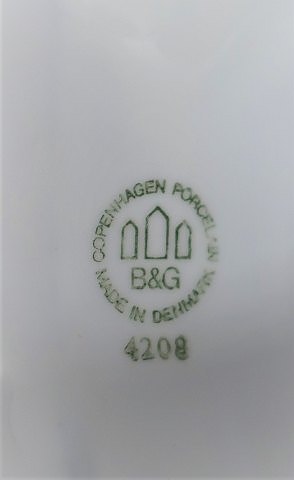 COPENHAGEN PORCELAIN
B&G
MADE IN DENMARK
4208